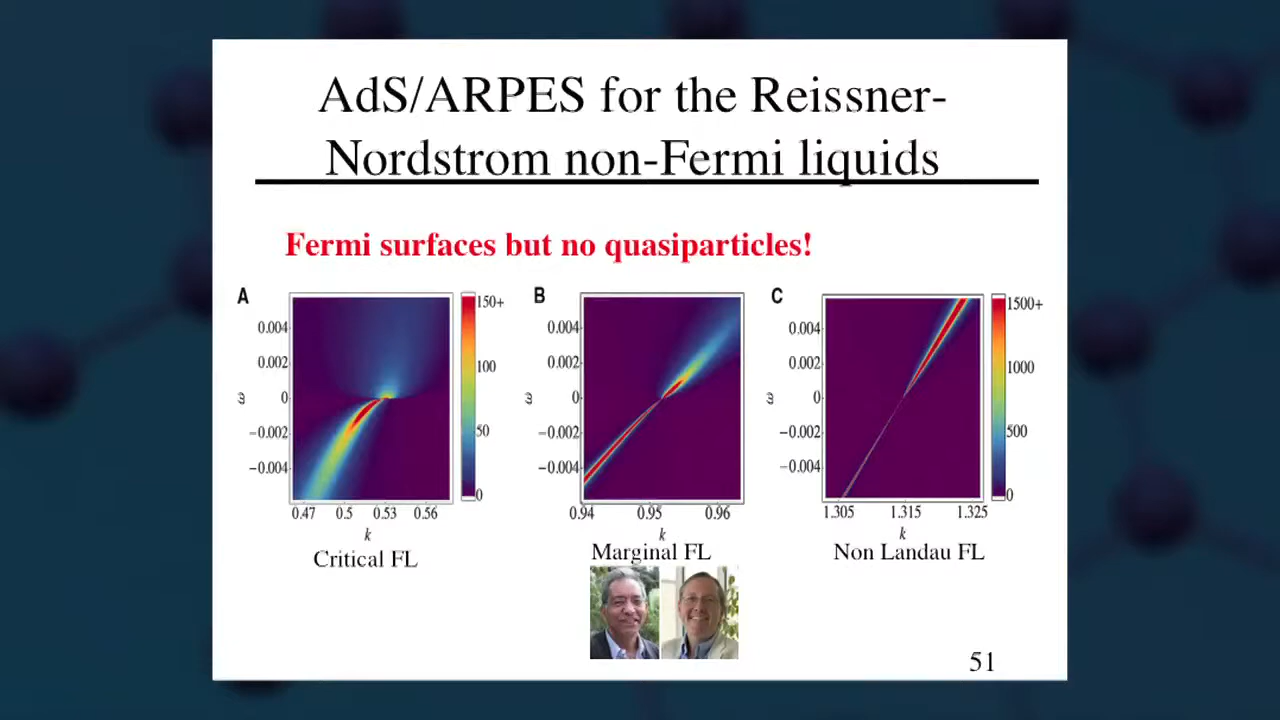 AdS/ARPES for the Reissner-
Nordstrom non-Fermi liquids
Fermi surfaces but no quasiparticles!
A
150+
100
50
0
0.004
0.002
0
−0.002
−0.004
ω
0.47 0.5 0.53 0.56
k
Critical FL
B
0.004
0.002
0
−0.002
−0.004
ω
0.94 0.95 0.96
k
Marginal FL
C
1500+
1000
500
0
0.004
0.002
0
−0.002
−0.004
ω
1.305 1.315 1.325
k
Non Landau FL
51